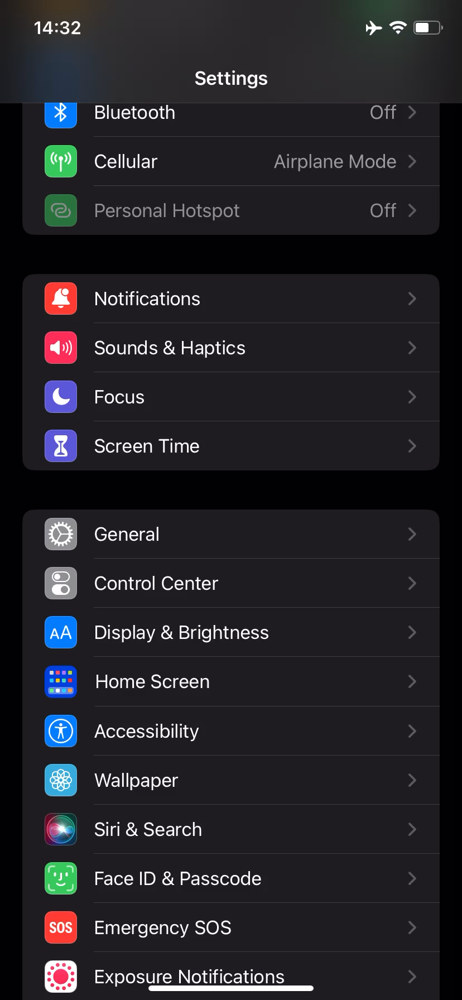 14:32
Settings
Bluetooth Off
Cellular Airplane Mode
Personal Hotspot Off
Notifications
Sounds & Haptics
Focus
Screen Time
General
Control Center
AA Display & Brightness
Home Screen
Accessibility
Wallpaper
Siri & Search
Face ID & Passcode
SOS Emergency SOS
Exposure Notifications